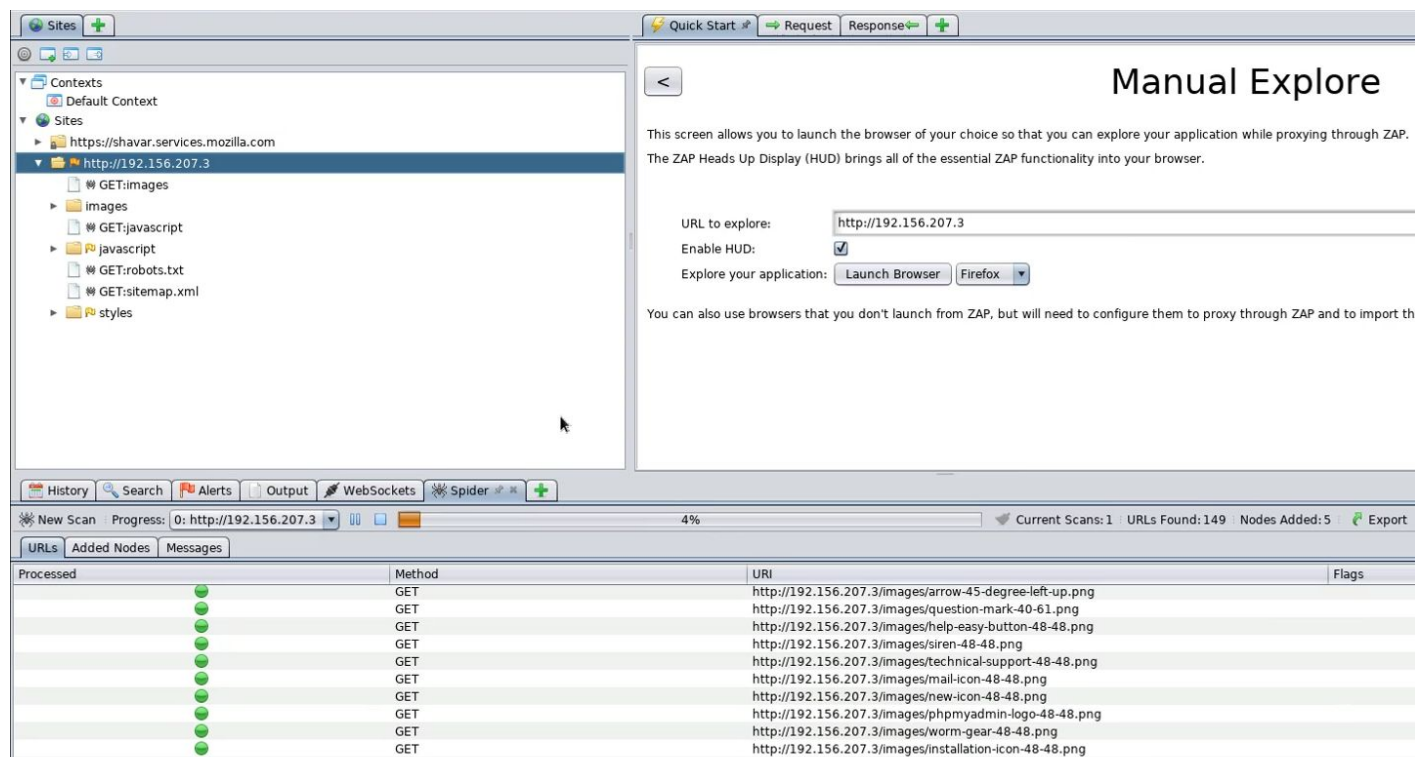 Sites
Quick Start Request Response
Contexts
Default Context
Sites
https://shavar.services.mozilla.com
http://192.156.207.3
GET:images
images
GET:javascript
javascript
GET:robots.txt
GET:sitemap.xml
styles
<
Manual Explore
This screen allows you to launch the browser of your choice so that you can explore your application while proxying through ZAP.
The ZAP Heads Up Display (HUD) brings all of the essential ZAP functionality into your browser.
URL to explore: http://192.156.207.3
Enable HUD:
Explore your application: Launch Browser Firefox
You can also use browsers that you don't launch from ZAP, but will need to configure them to proxy through ZAP and to import th
History Search Alerts Output WebSockets Spider
New Scan Progress: 0: http://192.156.207.3 4% Current Scans: 1 URLs Found: 149 Nodes Added: 5 Export
URLs Added Nodes Messages
Processed Method URI Flags
GET http://192.156.207.3/images/arrow-45-degree-left-up.png
GET http://192.156.207.3/images/question-mark-40-61.png
GET http://192.156.207.3/images/help-easy-button-48-48.png
GET http://192.156.207.3/images/siren-48-48.png
GET http://192.156.207.3/images/technical-support-48-48.png
GET http://192.156.207.3/images/mail-icon-48-48.png
GET http://192.156.207.3/images/new-icon-48-48.png
GET http://192.156.207.3/images/phpmyadmin-logo-48-48.png
GET http://192.156.207.3/images/worm-gear-48-48.png
GET http://192.156.207.3/images/installation-icon-48-48.png